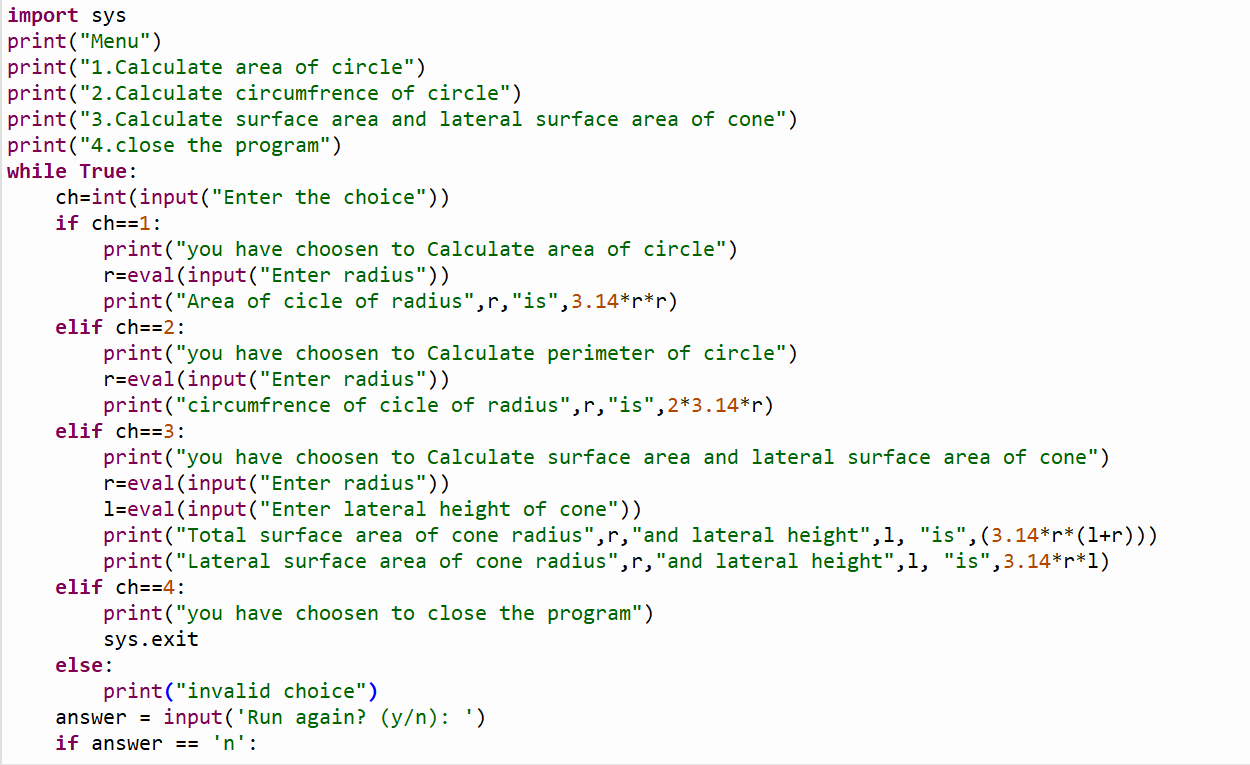 import sys
print("Menu")
print("1.Calculate area of circle")
print("2.Calculate circumfrence of circle")
print("3.Calculate surface area and lateral surface area of cone")
print("4.close the program")
while True:
    ch=int(input("Enter the choice"))
    if ch==1:
        print("you have choosen to Calculate area of circle")
        r=eval(input("Enter radius"))
        print("Area of cicle of radius",r,"is",3.14*r*r)
    elif ch==2:
        print("you have choosen to Calculate perimeter of circle")
        r=eval(input("Enter radius"))
        print("circumfrence of cicle of radius",r,"is",2*3.14*r)
    elif ch==3:
        print("you have choosen to Calculate surface area and lateral surface area of cone")
        r=eval(input("Enter radius"))
        l=eval(input("Enter lateral height of cone"))
        print("Total surface area of cone radius",r,"and lateral height",l, "is",(3.14*r*(l+r)))
        print("Lateral surface area of cone radius",r,"and lateral height",l, "is",3.14*r*l)
    elif ch==4:
        print("you have choosen to close the program")
        sys.exit
    else:
        print("invalid choice")
    answer = input('Run again? (y/n): ')
    if answer == 'n':